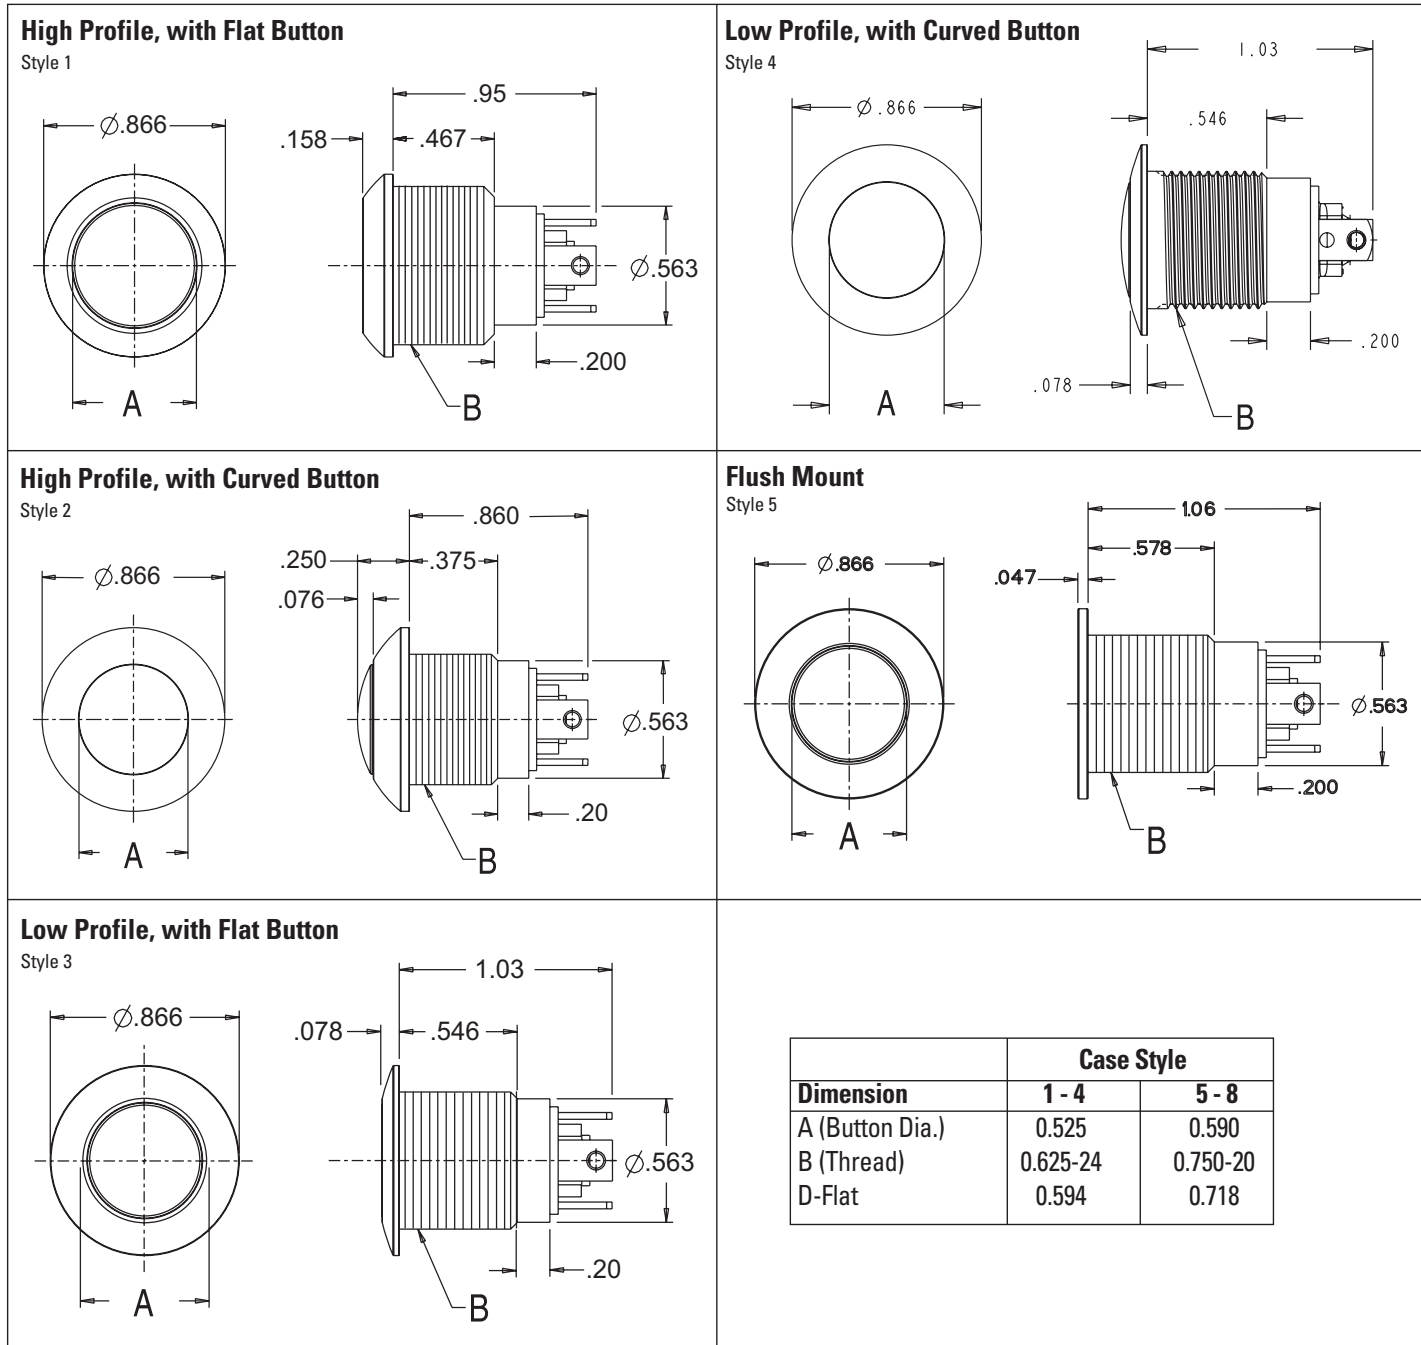 High Profile, with Flat Button
Style 1
.95
Ø.866
.158
.467
Ø.563
.200
A
B
Low Profile, with Curved Button
Style 4
1.03
Ø.866
.546
.200
.078
A
B
High Profile, with Curved Button
Style 2
.860
.250
.375
Ø.866
.076
Ø.563
.20
A
B
Flush Mount
Style 5
1.06
.578
Ø.866
.047
Ø.563
.200
A
B
Low Profile, with Flat Button
Style 3
1.03
Ø.866
.078
.546
Ø.563
.20
A
B
Case Style
Dimension 1 - 4 5 - 8
A (Button Dia.) 0.525 0.590
B (Thread) 0.625-24 0.750-20
D-Flat 0.594 0.718